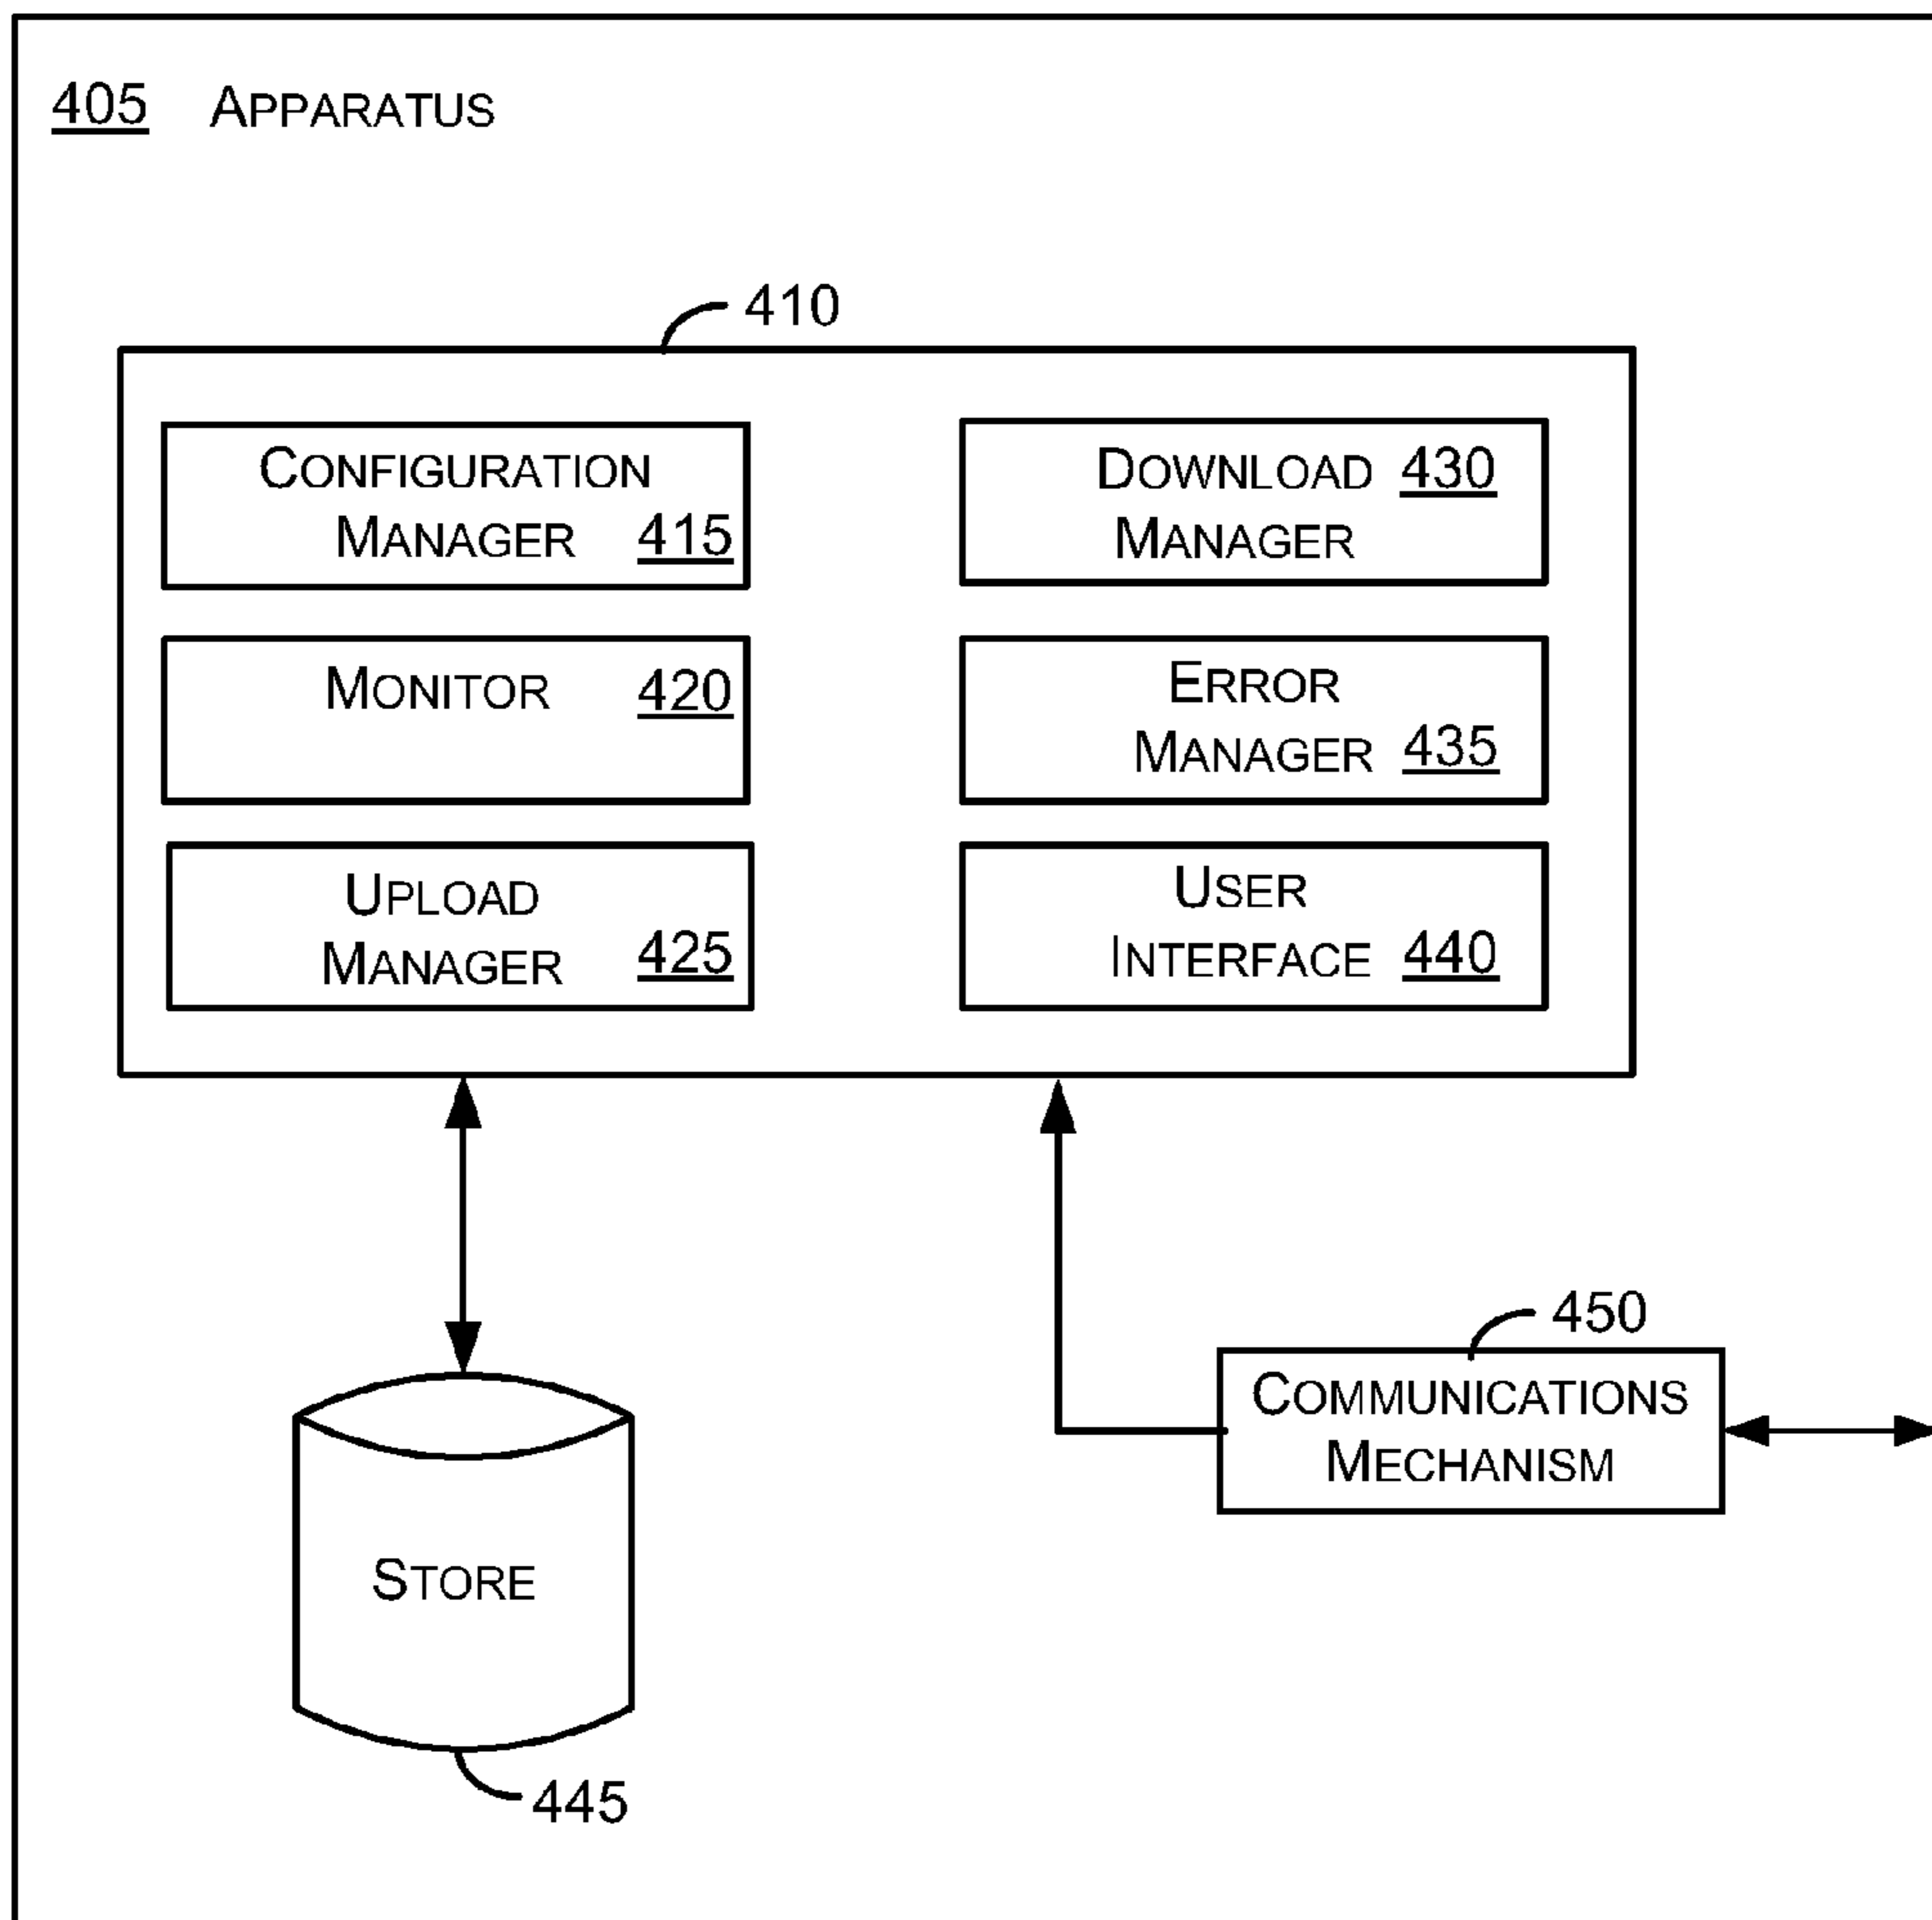 405 APPARATUS
410
CONFIGURATION
MANAGER 415
DOWNLOAD 430
MANAGER
MONITOR 420
ERROR
MANAGER 435
UPLOAD
MANAGER 425
USER
INTERFACE 440
450
COMMUNICATIONS
MECHANISM
STORE
445